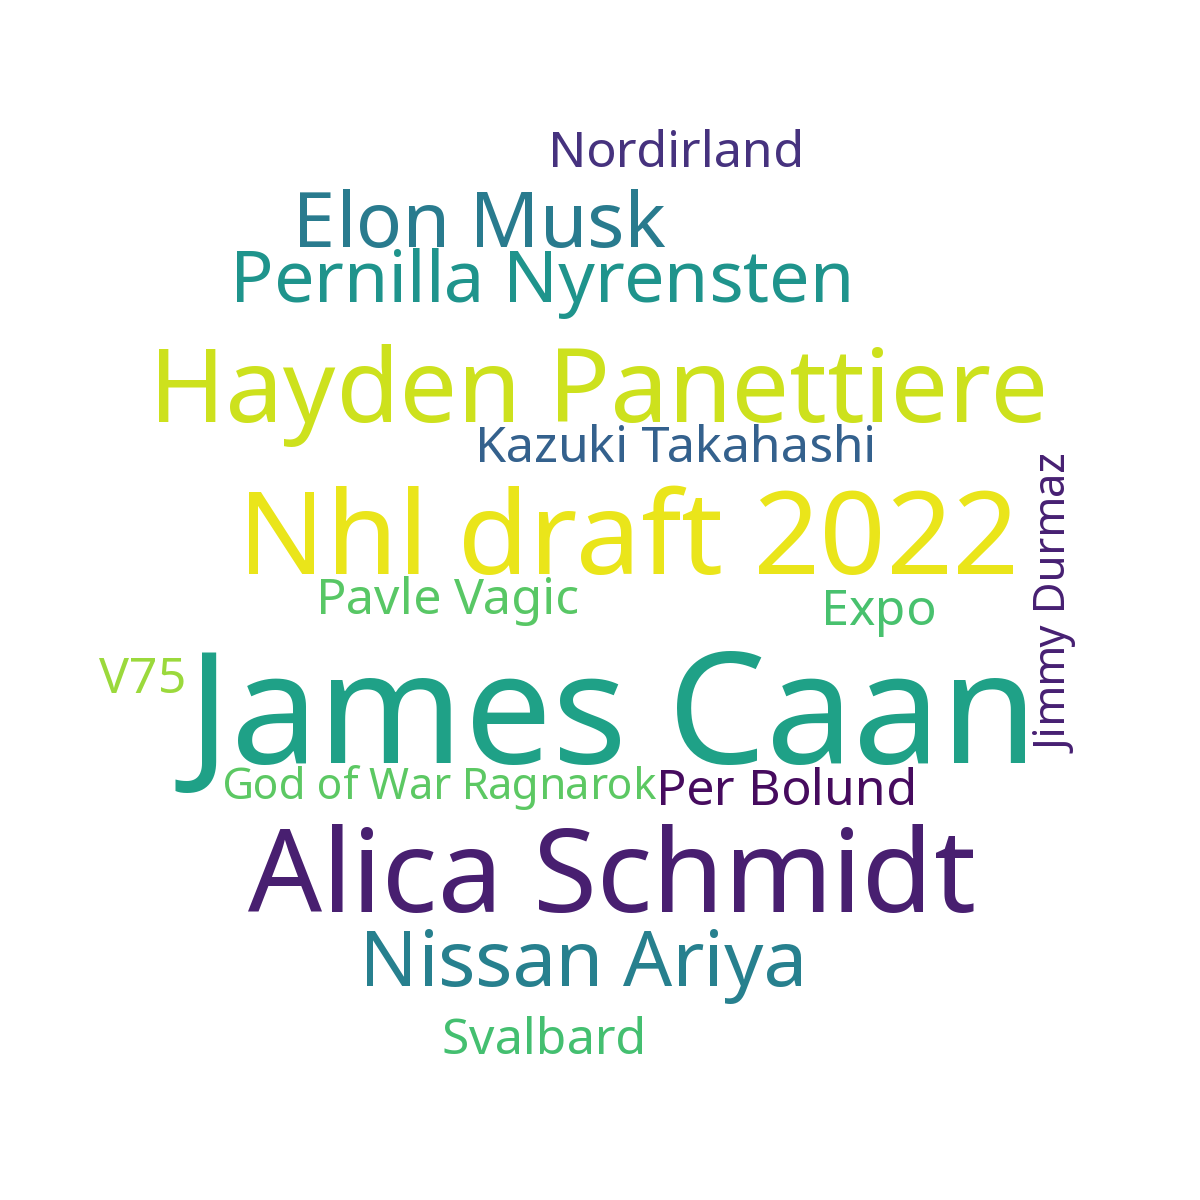 Nordirland
Elon Musk
Pernilla Nyrensten
Hayden Panettiere
Kazuki Takahashi
Jimmy Durmaz
Nhl draft 2022
Pavle Vagic
Expo
V75
James Caan
God of War Ragnarok
Per Bolund
Alica Schmidt
Nissan Ariya
Svalbard